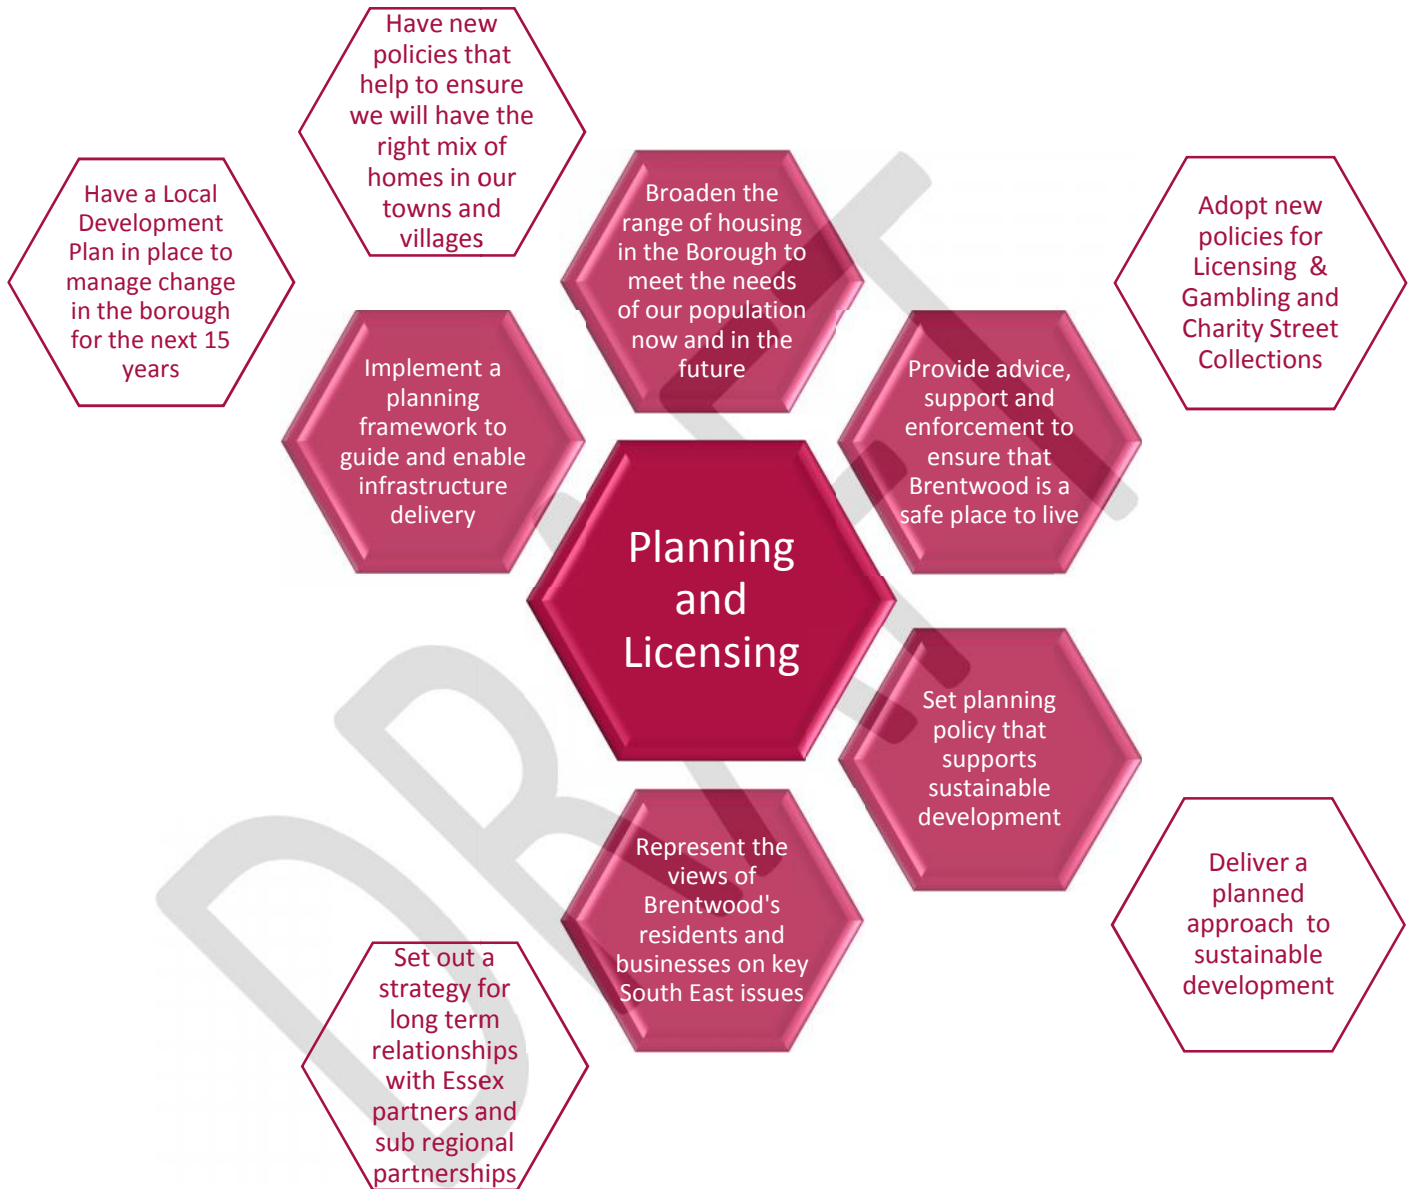 Have new
policies that
help to ensure
we will have the
right mix of
homes in our
towns and
villages
Have a Local
Development
Plan in place to
manage change
in the borough
for the next 15
years
Broaden the
range of housing
in the Borough to
meet the needs
of our population
now and in the
future
Adopt new
policies for
Licensing & 
Gambling and
Charity Street
Collections
Implement a
planning
framework to
guide and enable
infrastructure
delivery
Provide advice,
support and
enforcement to
ensure that
Brentwood is a
safe place to live
Planning
and
Licensing
Set planning
policy that
supports
sustainable
development
Represent the
views of
Brentwood's
residents and
businesses on key
South East issues
Deliver a
planned
approach to
sustainable
development
Set out a
strategy for
long term
relationships
with Essex
partners and
sub regional
partnerships
DRAFT